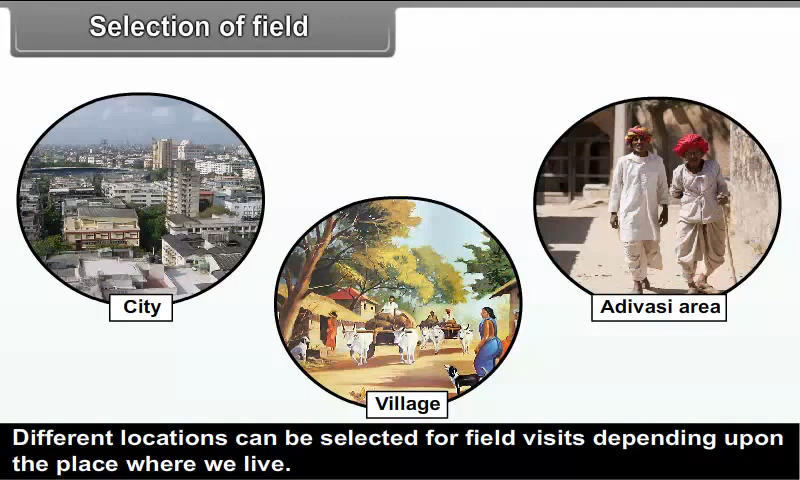 Selection of field
City
Village
Adivasi area
Different locations can be selected for field visits depending upon
the place where we live.